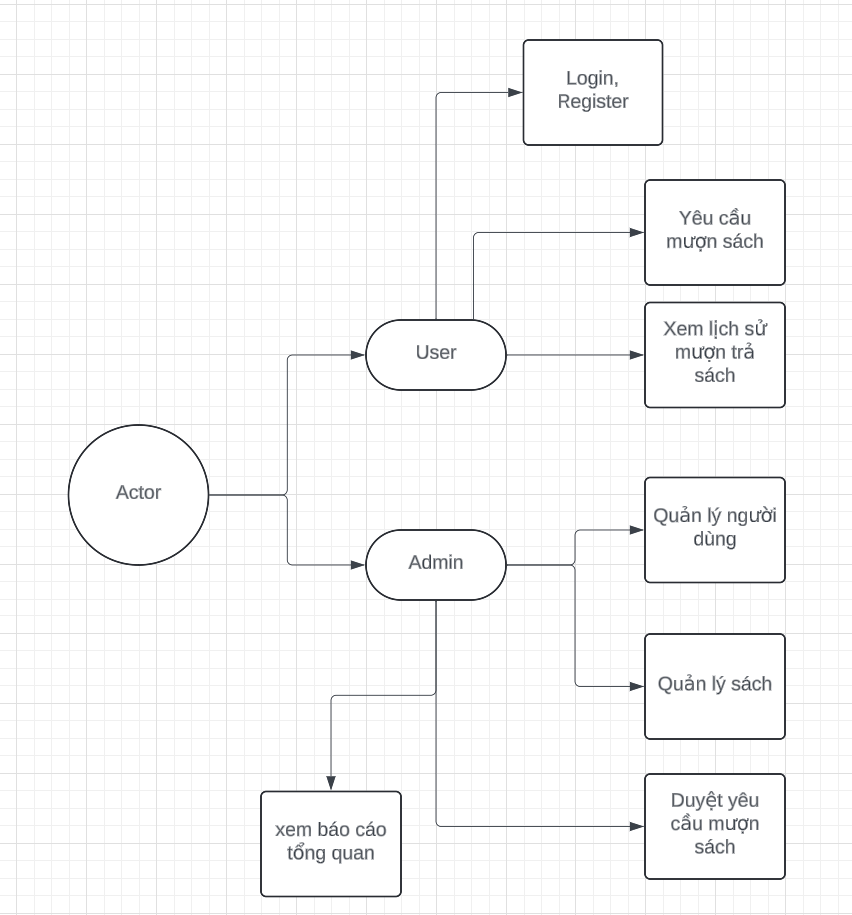 Login,
Register
Yêu cầu
mượn sách
User
Xem lịch sử
mượn trả
sách
Actor
Admin
Quản lý người
dùng
Quản lý sách
xem báo cáo
tổng quan
Duyệt yêu
cầu mượn
sách